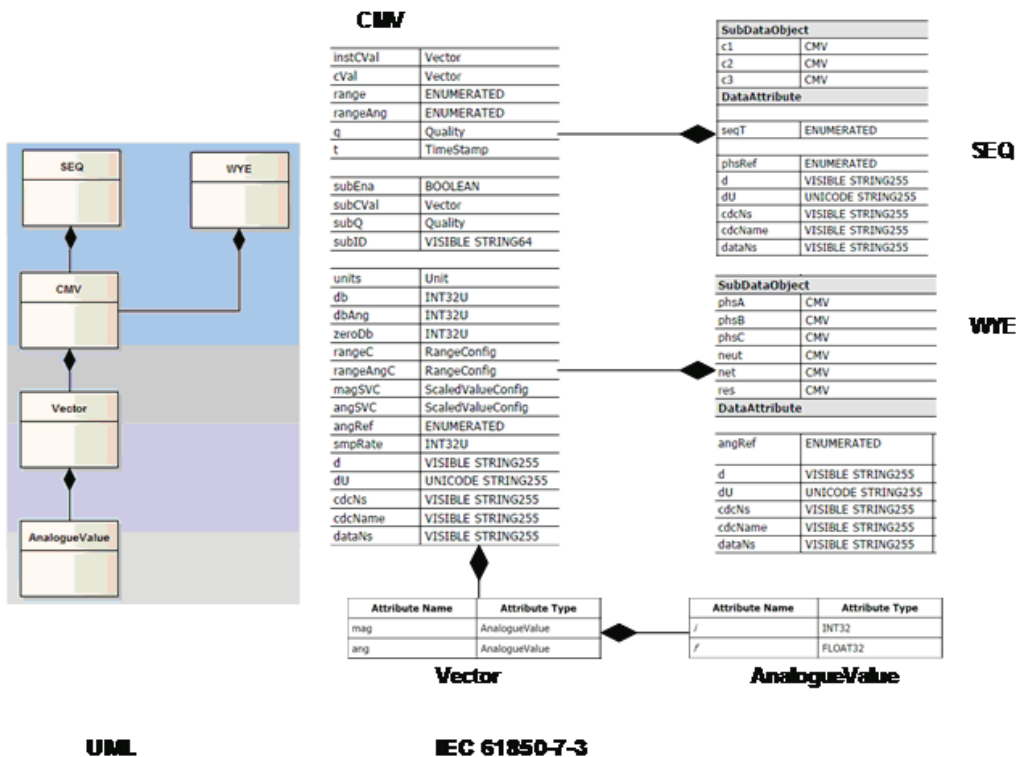 CMV
instCVal Vector
cVal Vector
range ENUMERATED
rangeAng ENUMERATED
q Quality
t TimeStamp
subEna BOOLEAN
subCVal Vector
subQ Quality
subID VISIBLE STRING64
units Unit
db INT32U
dbAng INT32U
zeroDb INT32U
rangeC RangeConfig
rangeAngC RangeConfig
magSVC ScaledValueConfig
angSVC ScaledValueConfig
angRef ENUMERATED
smpRate INT32U
d VISIBLE STRING255
dU UNICODE STRING255
cdcNs VISIBLE STRING255
cdcName VISIBLE STRING255
dataNs VISIBLE STRING255
SubDataObject
c1 CMV
c2 CMV
c3 CMV
DataAttribute
seqT ENUMERATED
phsRef ENUMERATED
d VISIBLE STRING255
dU UNICODE STRING255
cdcNs VISIBLE STRING255
cdcName VISIBLE STRING255
dataNs VISIBLE STRING255
SEQ
SubDataObject
phsA CMV
phsB CMV
phsC CMV
neut CMV
net CMV
res CMV
DataAttribute
angRef ENUMERATED
d VISIBLE STRING255
dU UNICODE STRING255
cdcNs VISIBLE STRING255
cdcName VISIBLE STRING255
dataNs VISIBLE STRING255
WYE
SEQ
WYE
CMV
Vector
AnalogueValue
Attribute Name Attribute Type
mag AnalogueValue
ang AnalogueValue
Vector
Attribute Name Attribute Type
i INT32
f FLOAT32
AnalogueValue
UML
IEC 61850-7-3